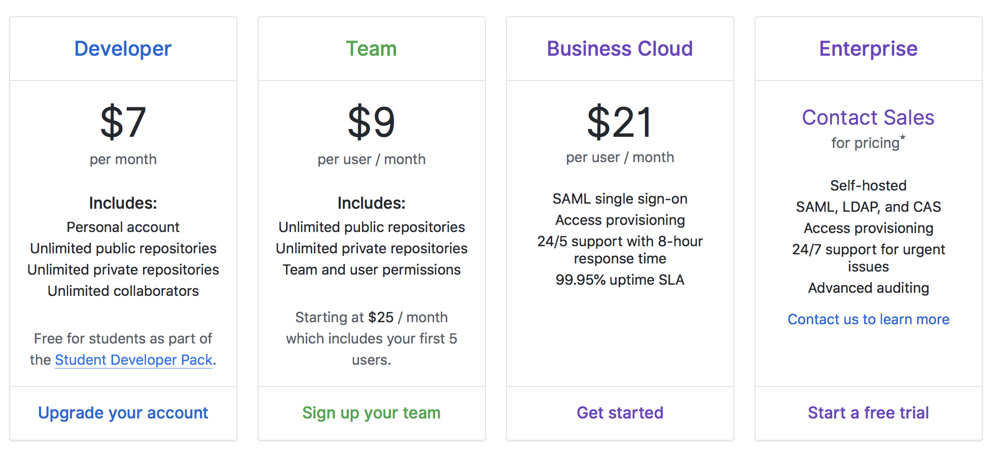 Developer
$7
per month
Includes:
Personal account
Unlimited public repositories
Unlimited private repositories
Unlimited collaborators
Free for students as part of
the Student Developer Pack.
Upgrade your account
Team
$9
per user / month
Includes:
Unlimited public repositories
Unlimited private repositories
Team and user permissions
Starting at $25 / month
which includes your first 5
users.
Sign up your team
Business Cloud
$21
per user / month
SAML single sign-on
Access provisioning
24/5 support with 8-hour
response time
99.95% uptime SLA
Get started
Enterprise
Contact Sales
for pricing*
Self-hosted
SAML, LDAP, and CAS
Access provisioning
24/7 support for urgent
issues
Advanced auditing
Contact us to learn more
Start a free trial